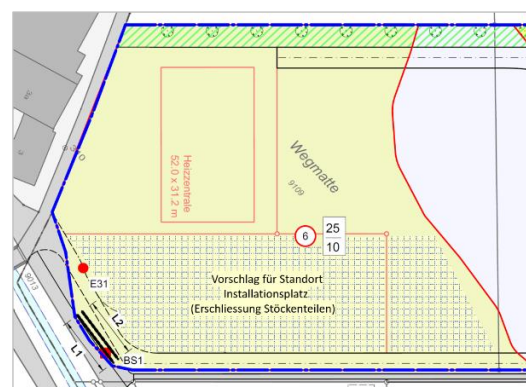 Heizzentrale
52.0 x 31.2 m
Wegmatte
9109
6
25
10
Vorschlag für Standort
Installationsplatz
(Erschliessung Stöckenteilen)
9013
E31
L2
L1
BS1